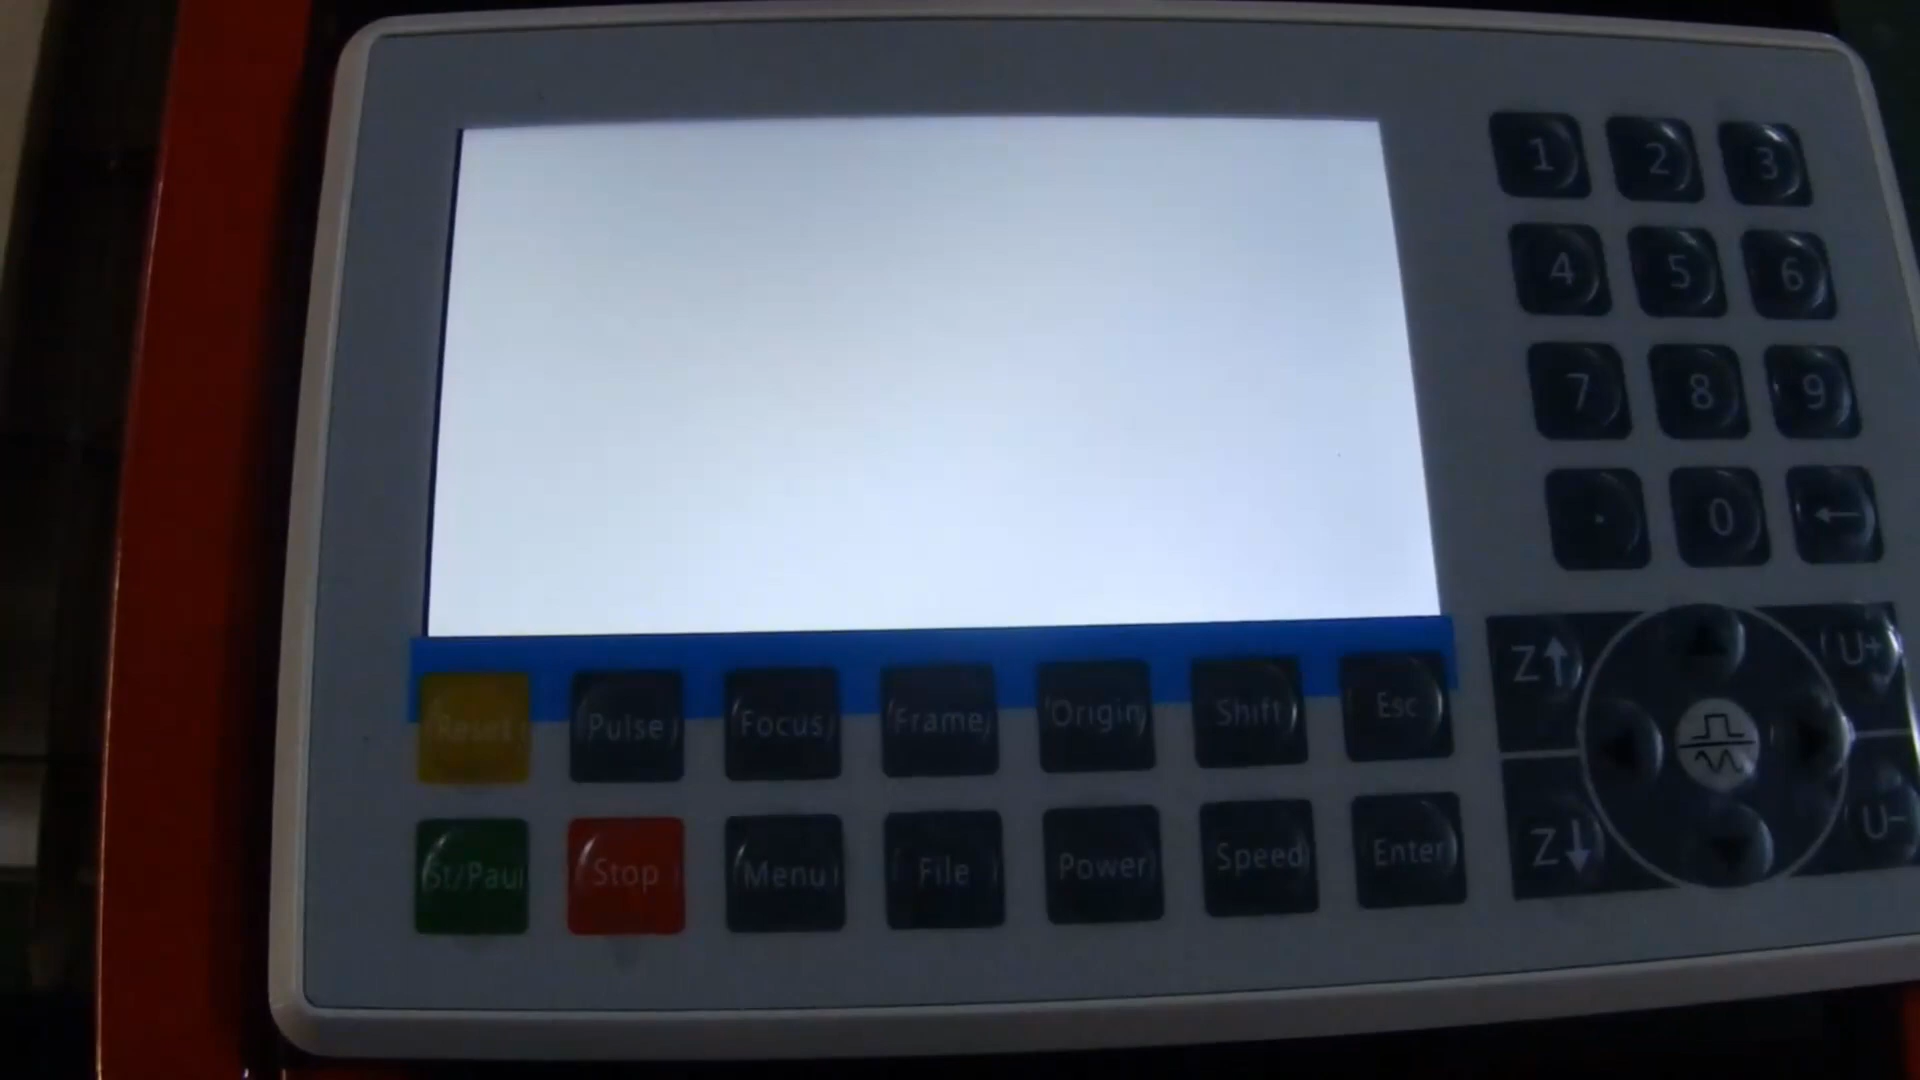 1 2 3
4 5 6
7 8 9
. 0 ←
Z↑ U+
Reset Pulse Focus Frame Origin Shift Esc
Z↓ U-
St/Pau Stop Menu File Power Speed Enter